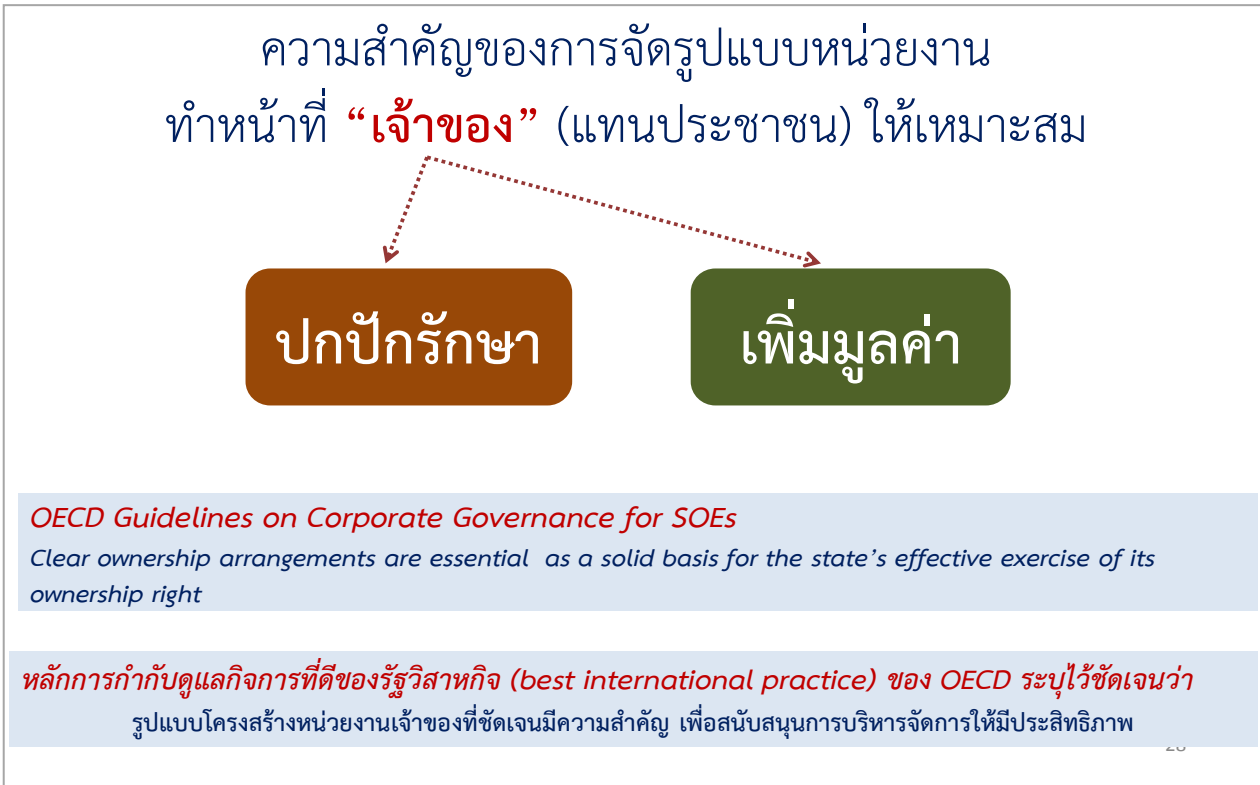 ความสำคัญของการจัดรูปแบบหน่วยงาน
ทำหน้าที่ “เจ้าของ” (แทนประชาชน) ให้เหมาะสม
ปกปักรักษา
เพิ่มมูลค่า
OECD Guidelines on Corporate Governance for SOEs
Clear ownership arrangements are essential as a solid basis for the state’s effective exercise of its
ownership right
หลักการกำกับดูแลกิจการที่ดีของรัฐวิสาหกิจ (best international practice) ของ OECD ระบุไว้ชัดเจนว่า
รูปแบบโครงสร้างหน่วยงานเจ้าของที่ชัดเจนมีความสำคัญ เพื่อสนับสนุนการบริหารจัดการให้มีประสิทธิภาพ